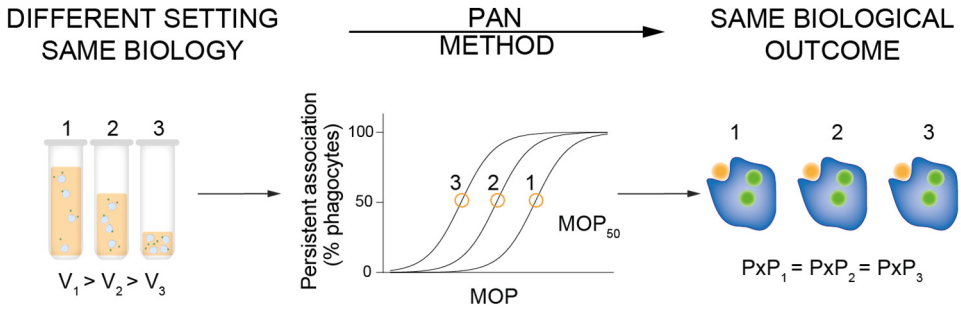 DIFFERENT SETTING
SAME BIOLOGY
PAN
METHOD
SAME BIOLOGICAL
OUTCOME
1
2
3
V1 > V2 > V3
Persistent association
(% phagocytes)
100
50
0
3
2
1
MOP50
MOP
1
2
3
PxP1 = PxP2 = PxP3